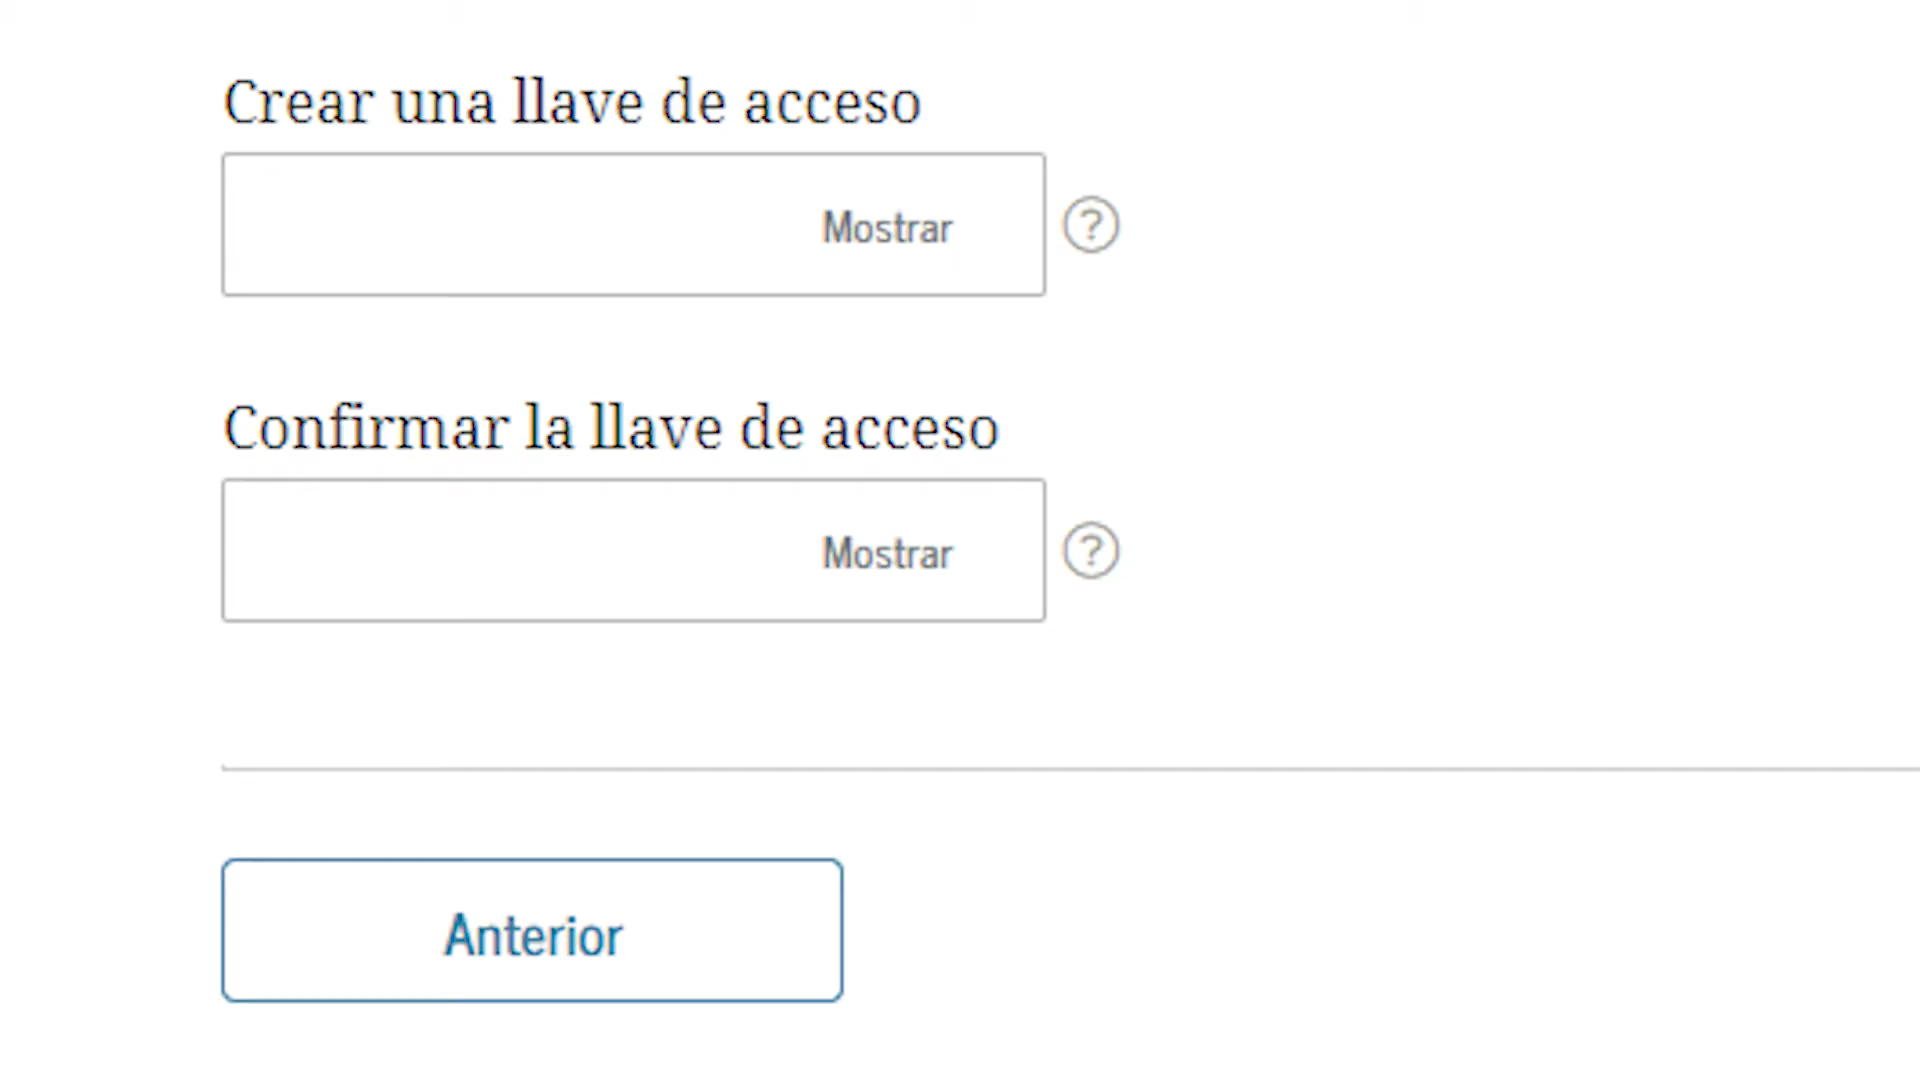 Crear una llave de acceso
Mostrar
?
Confirmar la llave de acceso
Mostrar
?
Anterior